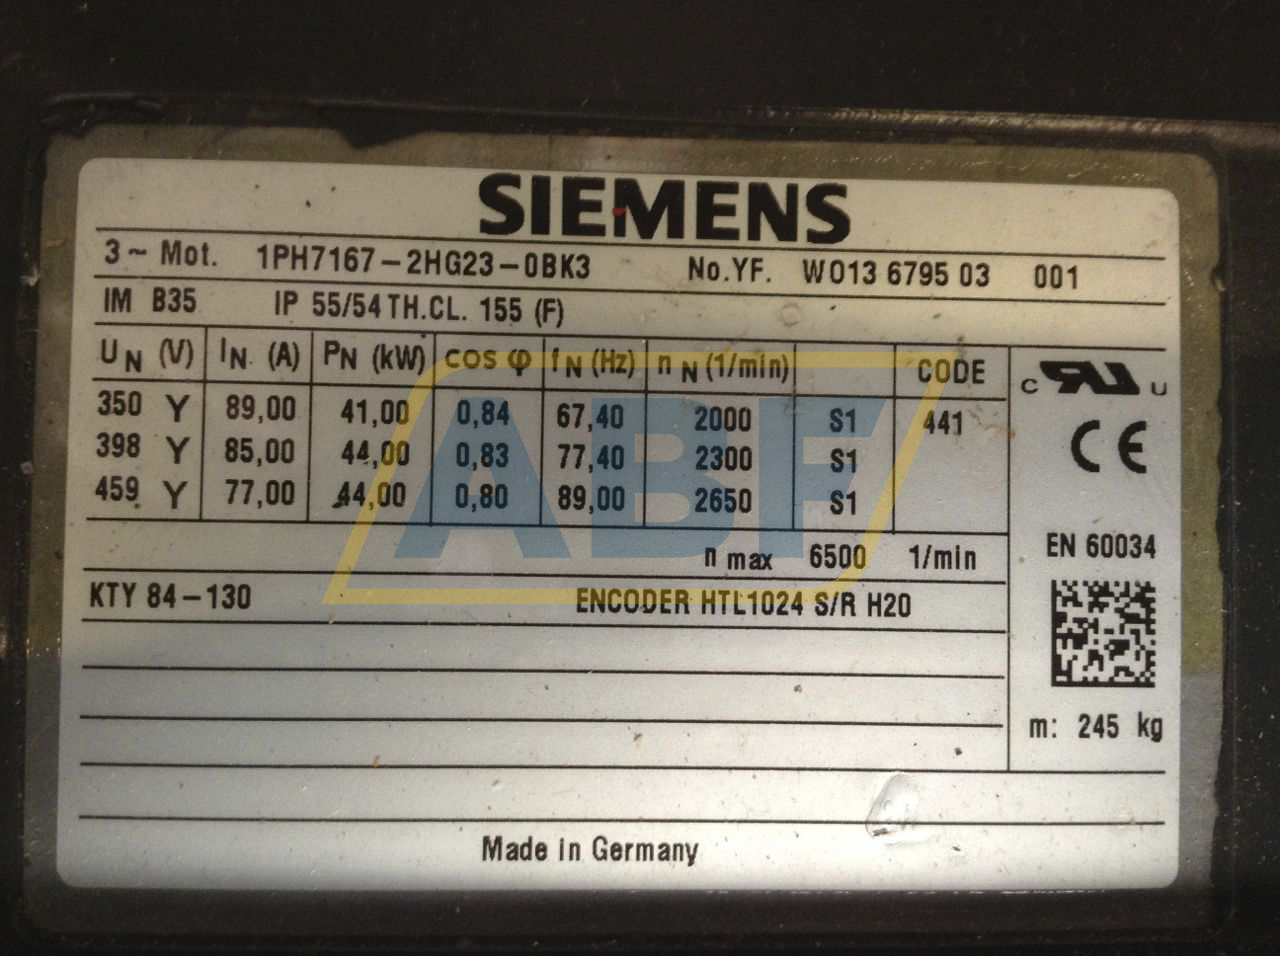 SIEMENS
3 ~ Mot. 1PH7167-2HG23-0BK3 No.YF. W013 6795 03 001
IM B35 IP 55/54 TH.CL. 155 (F)
UN (V) IN (A) PN (kW) cos φ fN (Hz) nN (1/min) CODE
350 Y 89,00 41,00 0,84 67,40 2000 S1 441
398 Y 85,00 44,00 0,83 77,40 2300 S1
459 Y 77,00 44,00 0,80 89,00 2650 S1
n max 6500 1/min
KTY 84-130 ENCODER HTL1024 S/R H20
c RU US
CE
EN 60034
m: 245 kg
Made in Germany
ABF